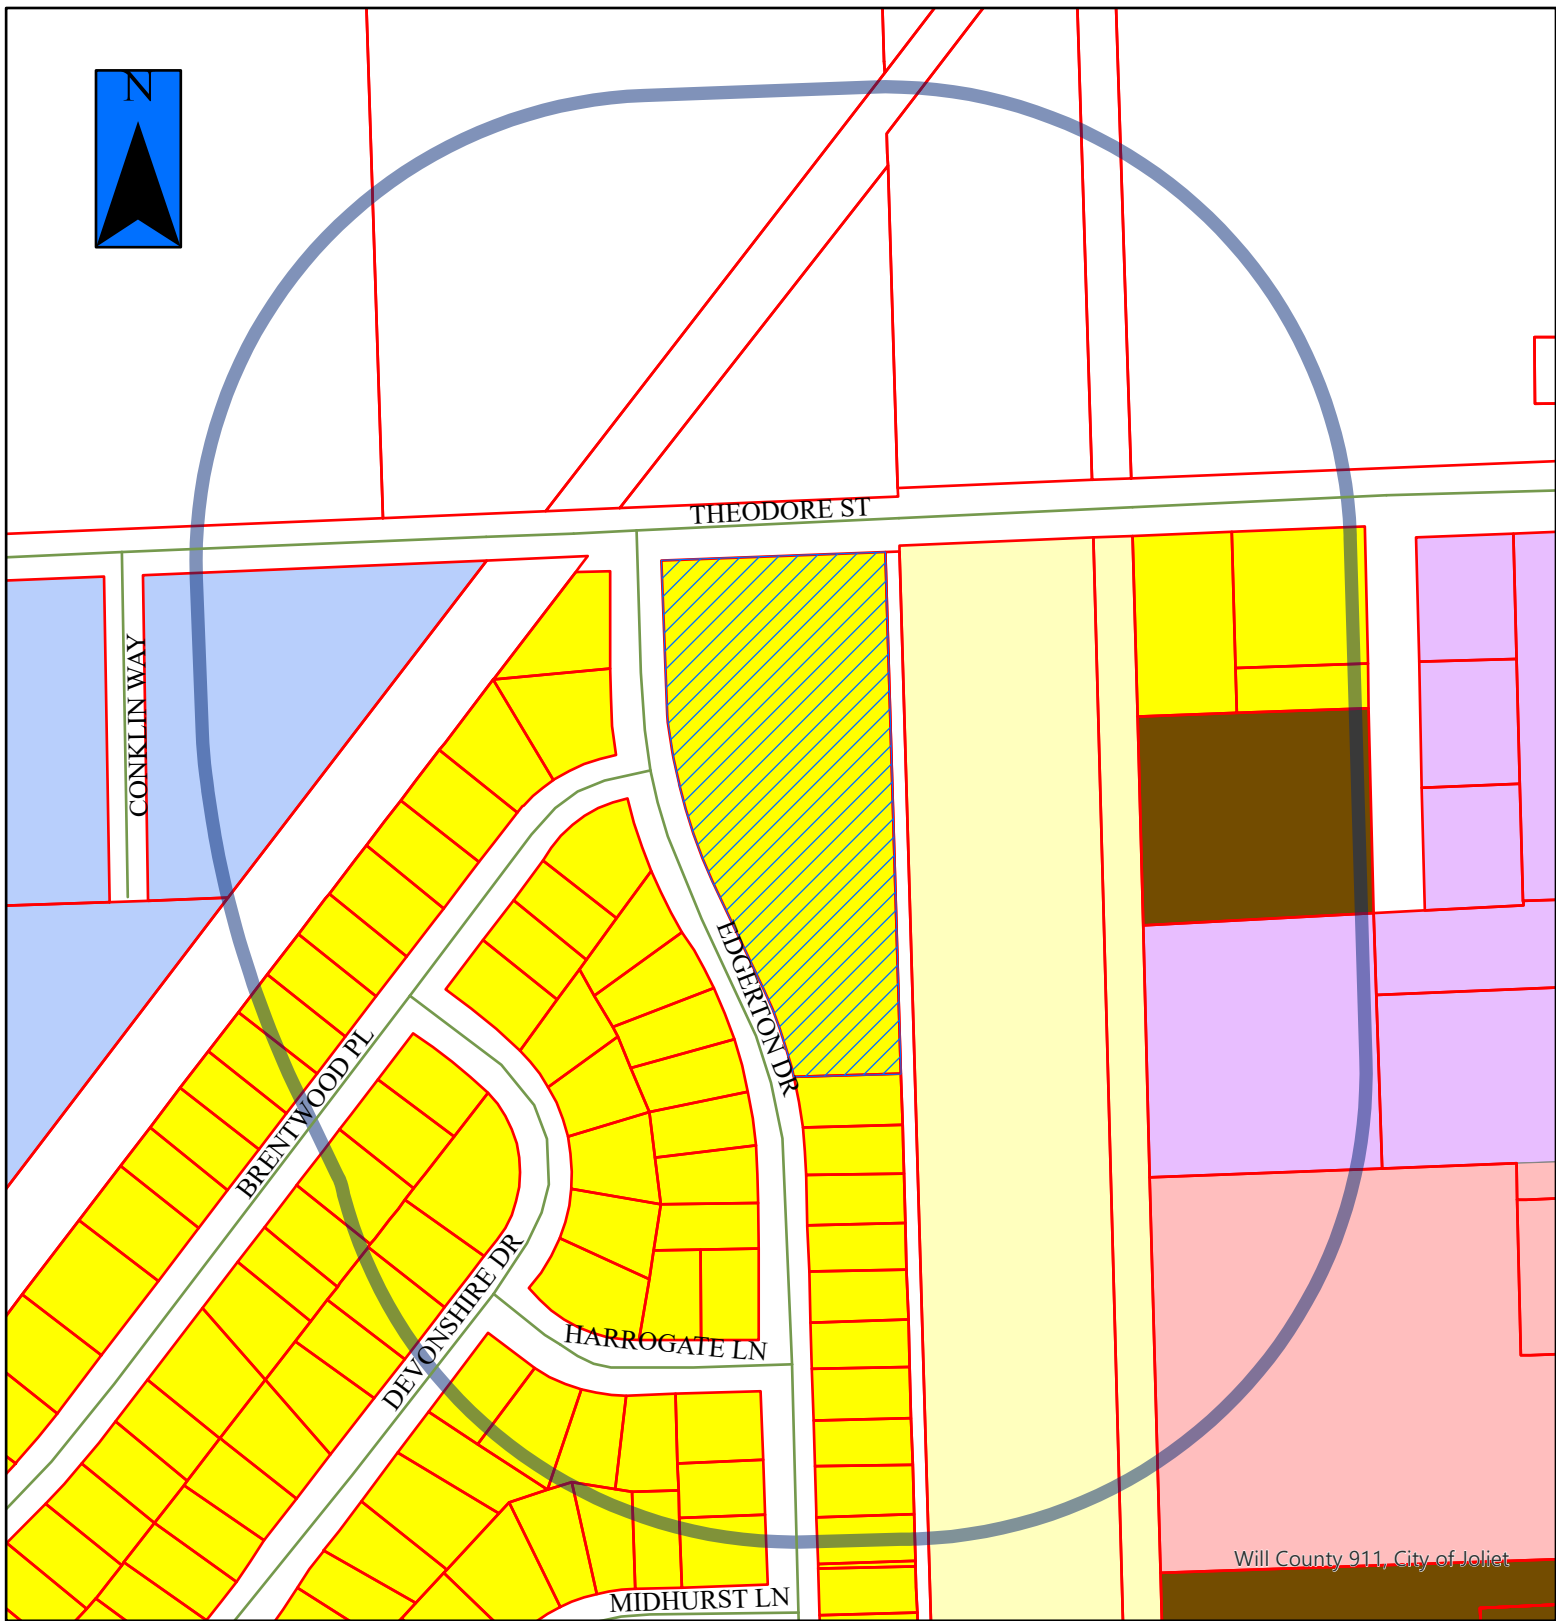 N
THEODORE ST
CONKLIN WAY
EDGERTON DR
BRENTWOOD PL
DEVONSHIRE DR
HARROGATE LN
Will County 911, City of Joliet
MIDHURST LN